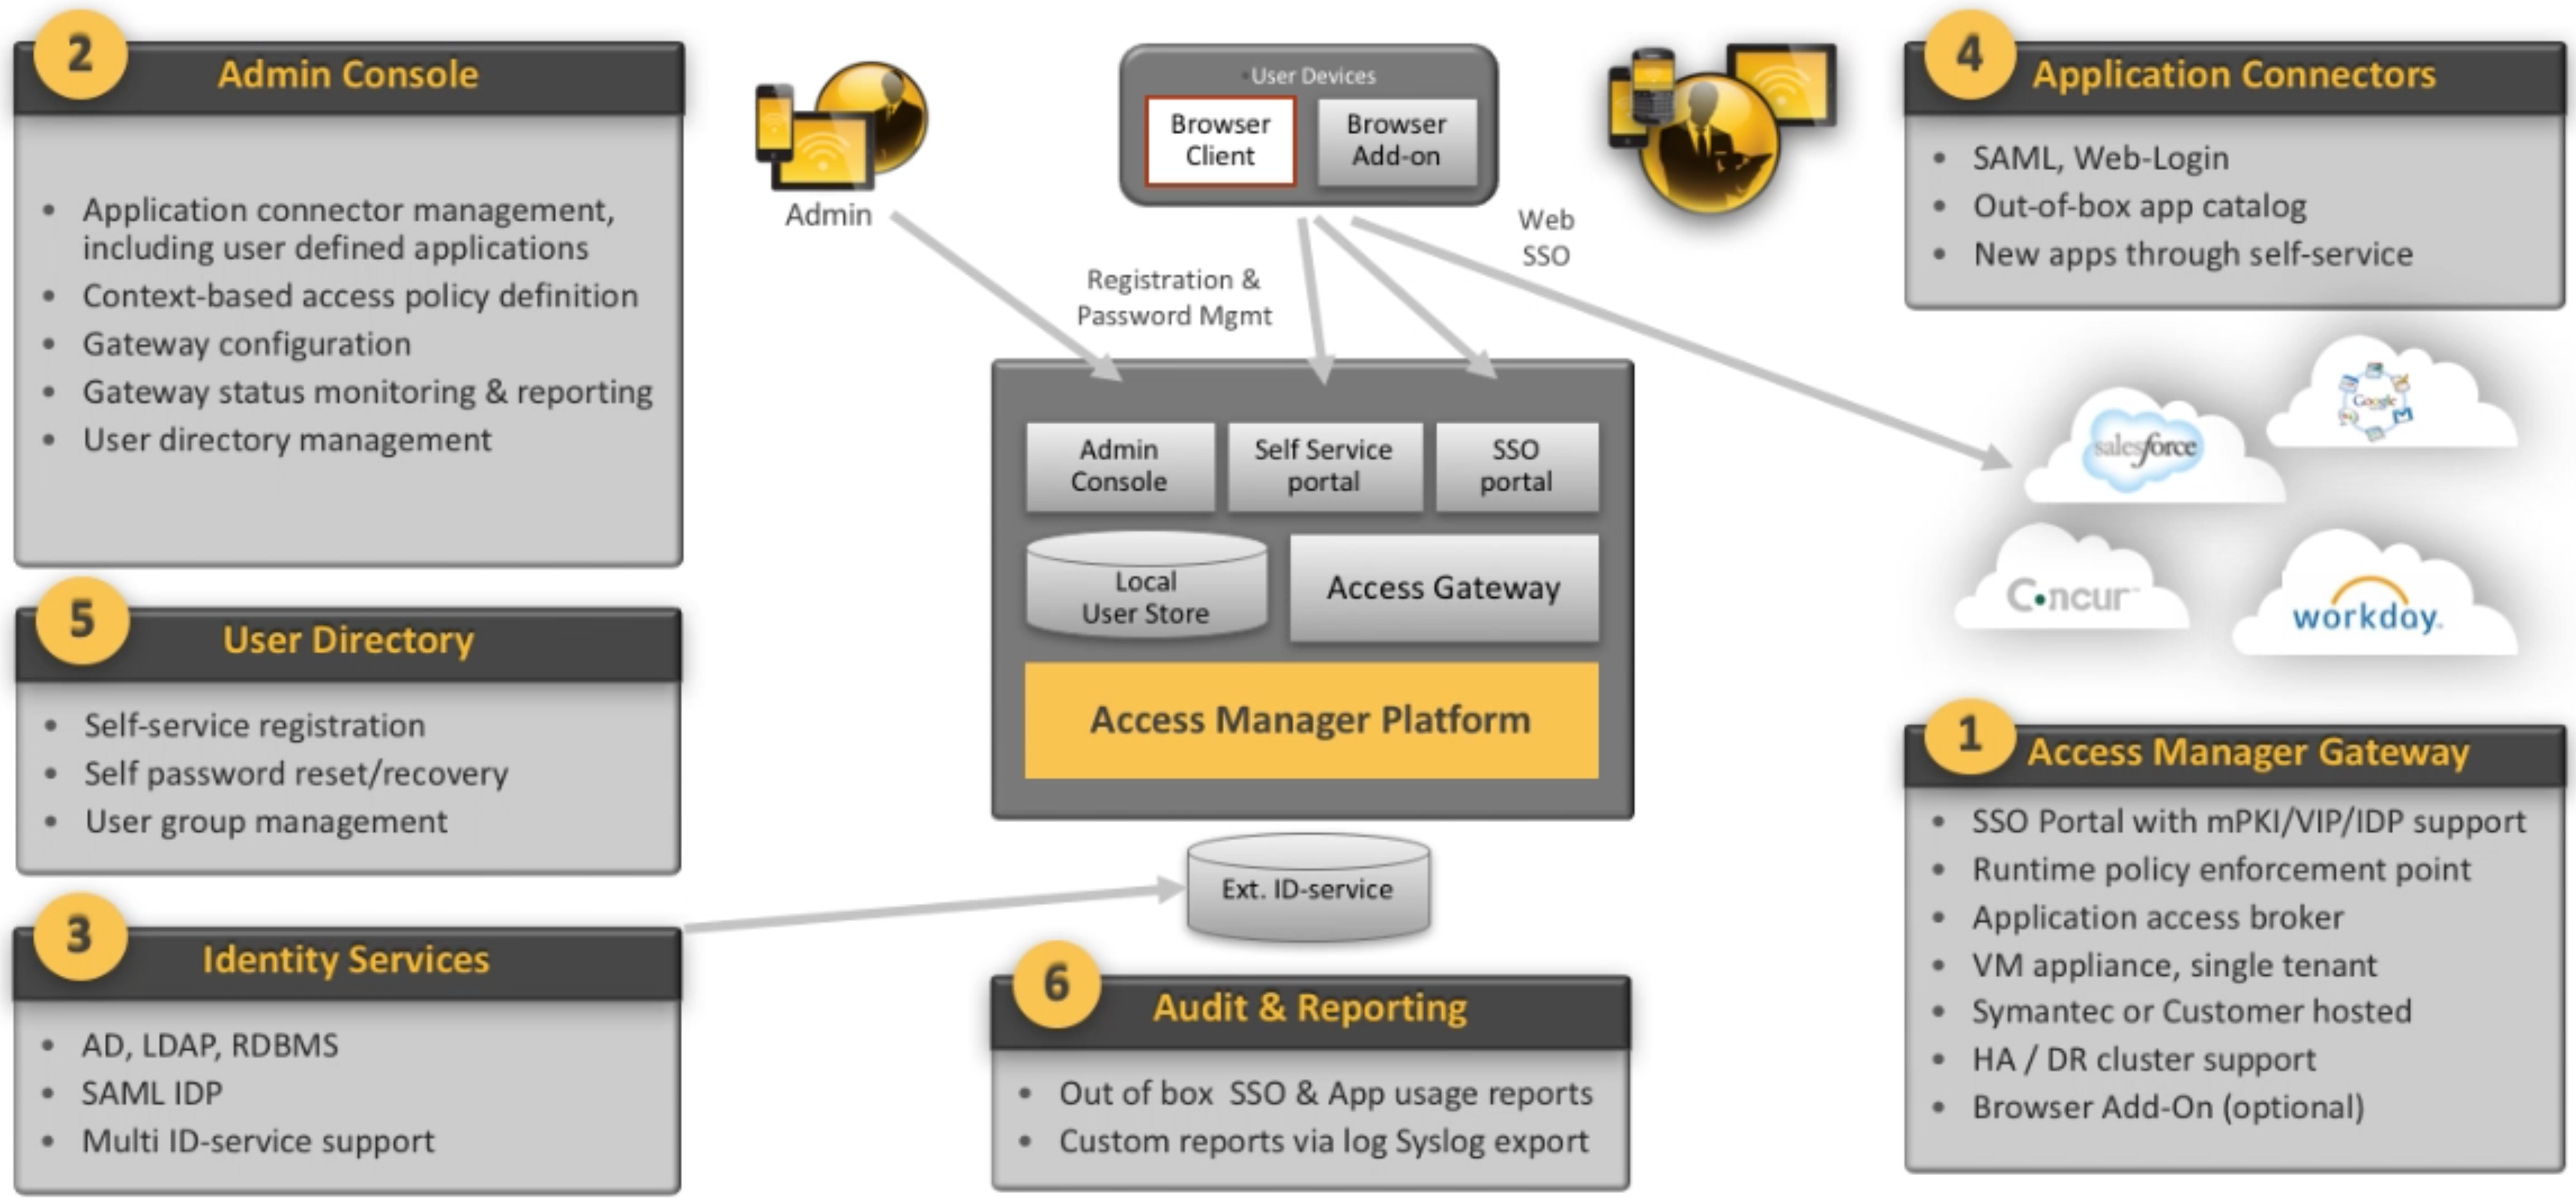 2
Admin Console
Application connector management,
including user defined applications
Context-based access policy definition
Gateway configuration
Gateway status monitoring & reporting
User directory management
5
User Directory
Self-service registration
Self password reset/recovery
User group management
3
Identity Services
AD, LDAP, RDBMS
SAML IDP
Multi ID-service support
Admin
User Devices
Browser
Client
Browser
Add-on
Registration &
Password Mgmt
Web
SSO
Admin
Console
Self Service
portal
SSO
portal
Local
User Store
Access Gateway
Access Manager Platform
Ext. ID-service
6
Audit & Reporting
Out of box SSO & App usage reports
Custom reports via log Syslog export
4
Application Connectors
SAML, Web-Login
Out-of-box app catalog
New apps through self-service
Google
salesforce
C•ncur
workday.
1
Access Manager Gateway
SSO Portal with mPKI/VIP/IDP support
Runtime policy enforcement point
Application access broker
VM appliance, single tenant
Symantec or Customer hosted
HA / DR cluster support
Browser Add-On (optional)